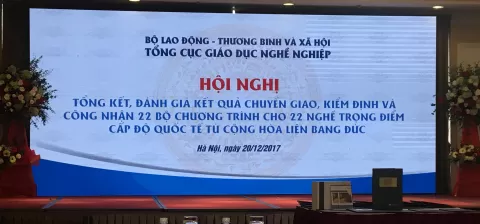 BỘ LAO ĐỘNG - THƯƠNG BINH VÀ XÃ HỘI
TỔNG CỤC GIÁO DỤC NGHỀ NGHIỆP
HỘI NGHỊ
TỔNG KẾT, ĐÁNH GIÁ KẾT QUẢ CHUYỂN GIAO, KIỂM ĐỊNH VÀ
CÔNG NHẬN 22 BỘ CHƯƠNG TRÌNH CHO 22 NGHỀ TRỌNG ĐIỂM
CẤP ĐỘ QUỐC TẾ TỪ CỘNG HÒA LIÊN BANG ĐỨC
Hà Nội, ngày 20/12/2017